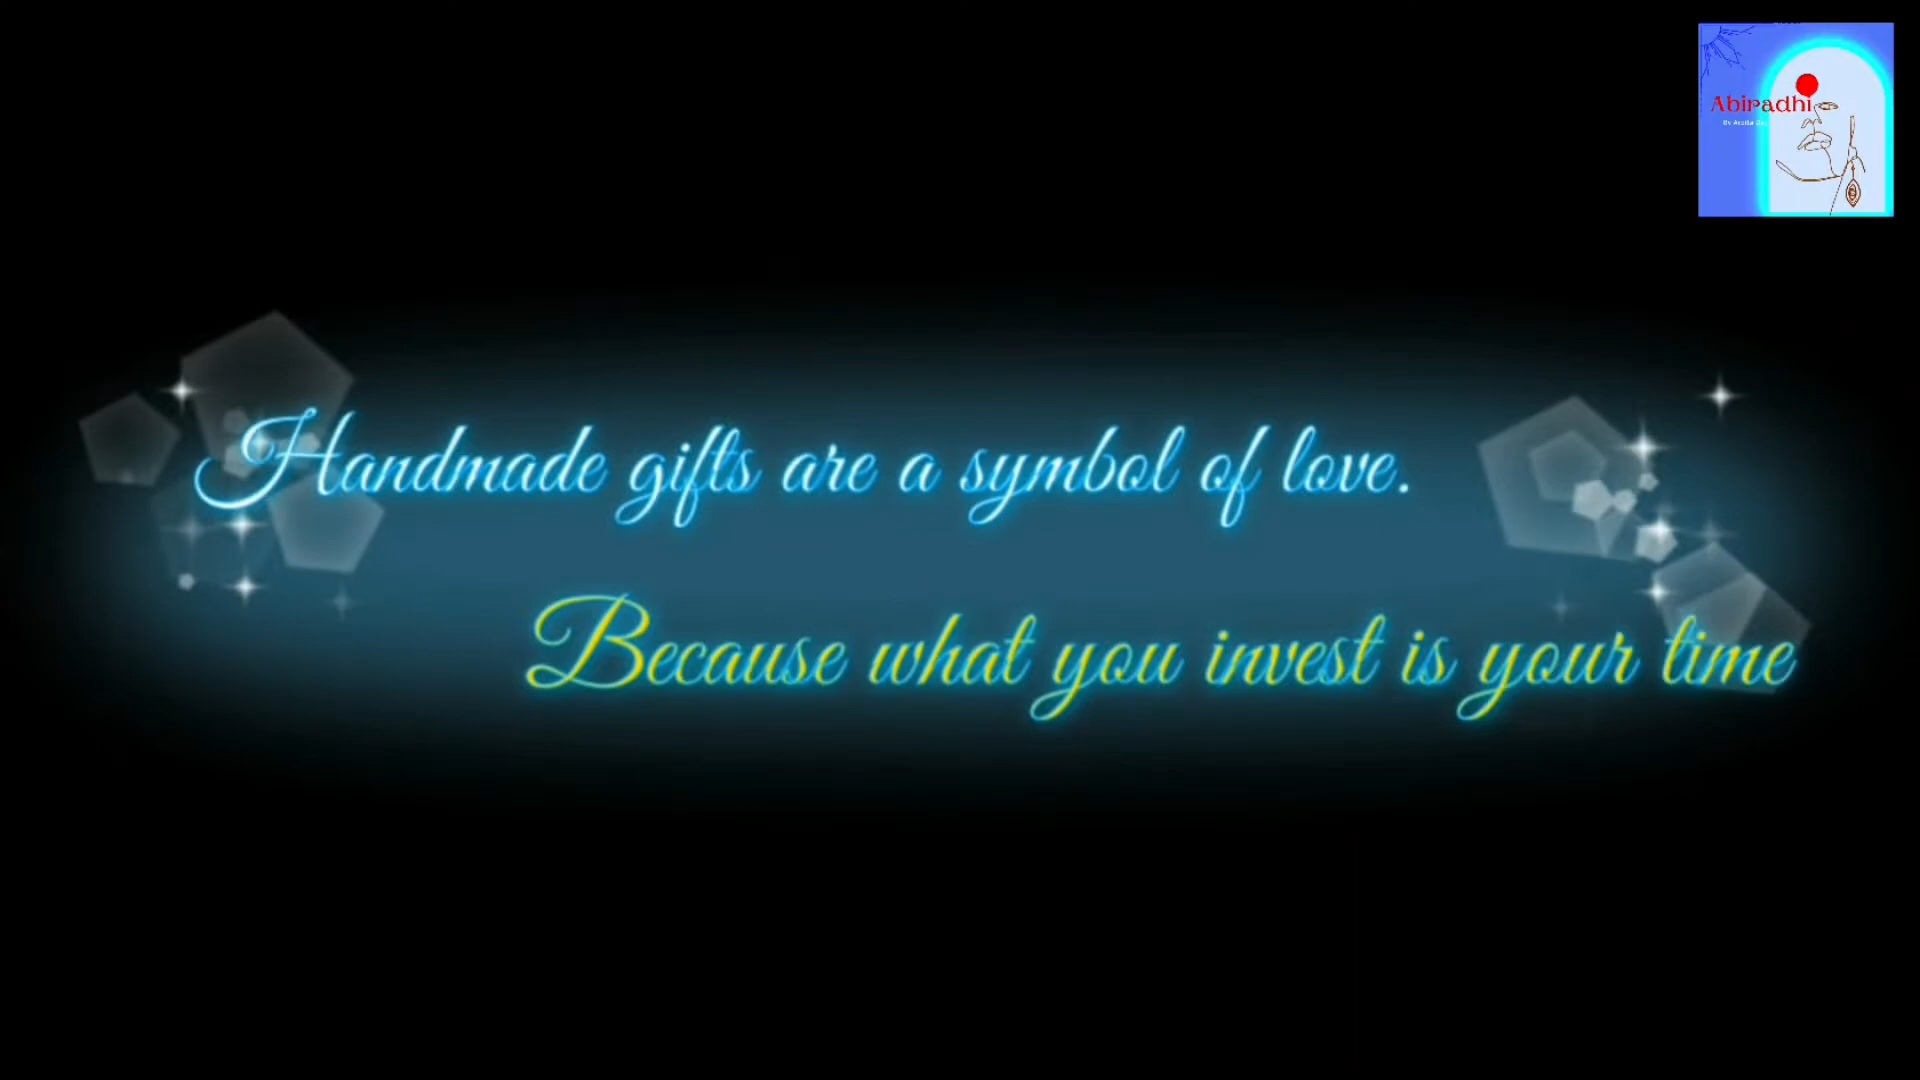 Abiradhi
Handmade gifts are a symbol of love.
Because what you invest is your time